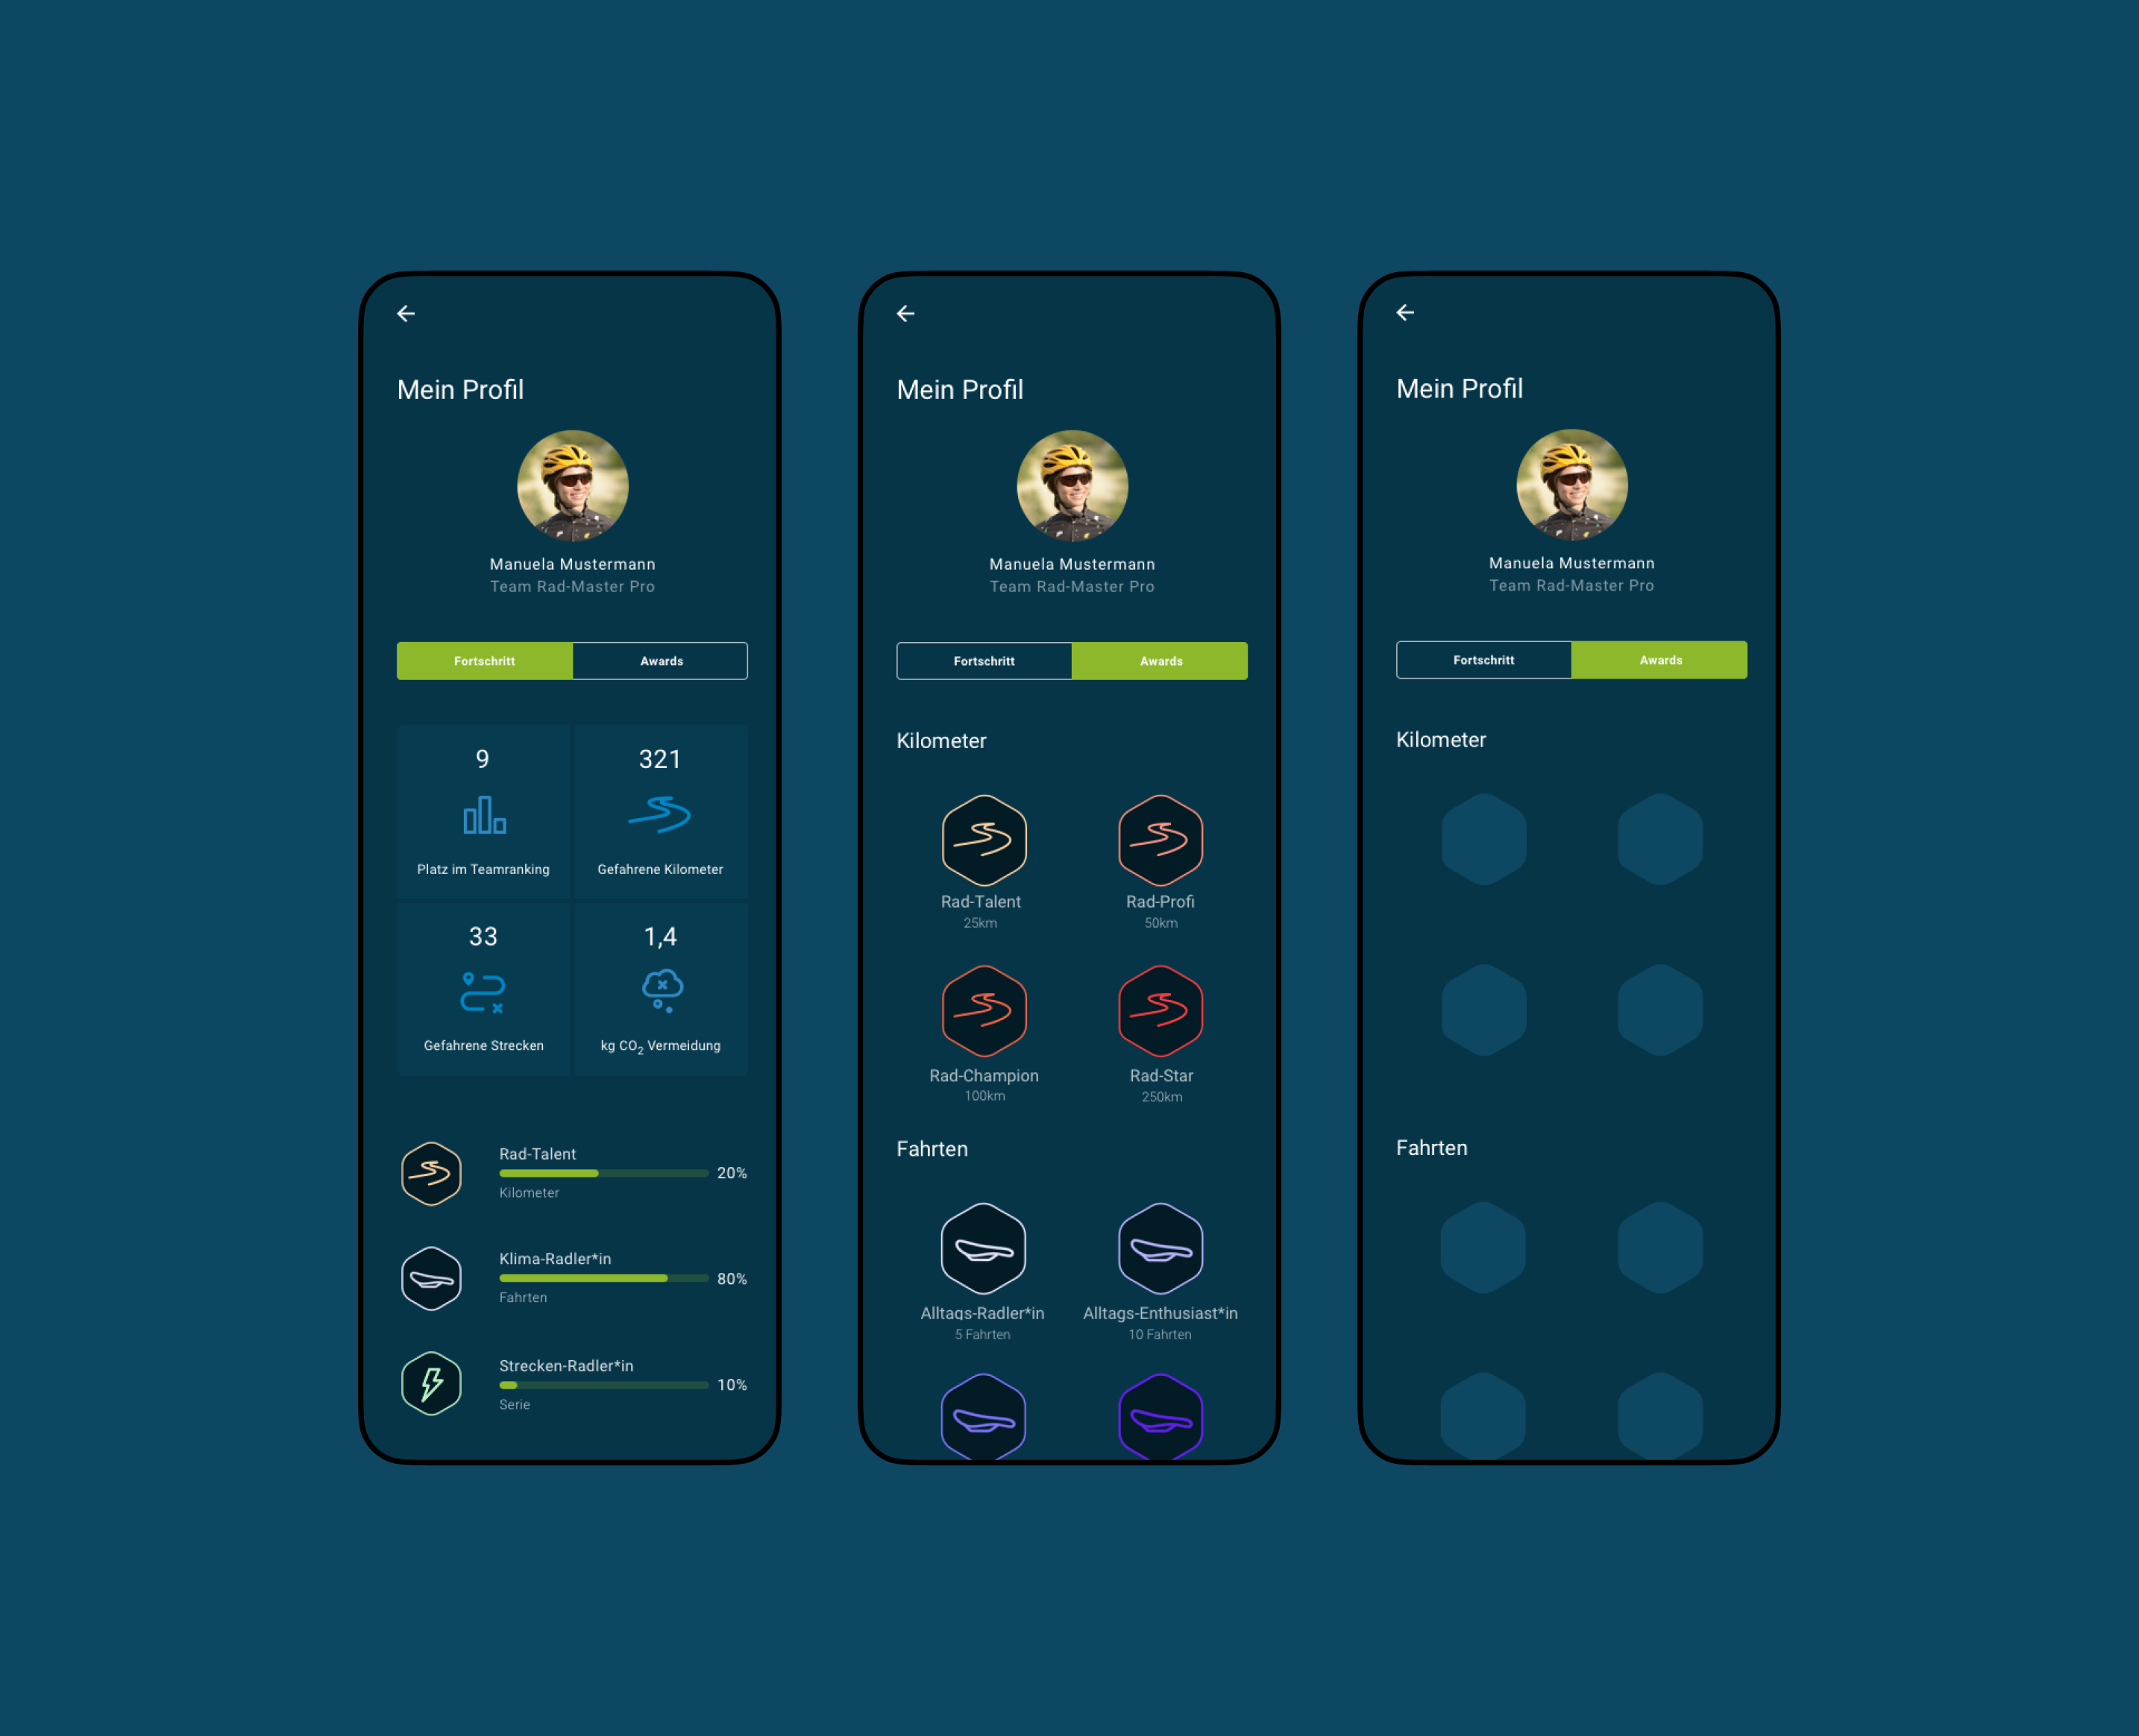 Mein Profil
Manuela Mustermann
Team Rad-Master Pro
Fortschritt
Awards
9
Platz im Teamranking
321
Gefahrene Kilometer
33
Gefahrene Strecken
1,4
kg CO₂ Vermeidung
Rad-Talent
20%
Kilometer
Klima-Radler*in
80%
Fahrten
Strecken-Radler*in
10%
Serie
Mein Profil
Manuela Mustermann
Team Rad-Master Pro
Fortschritt
Awards
Kilometer
Rad-Talent
25km
Rad-Profi
50km
Rad-Champion
100km
Rad-Star
250km
Fahrten
Alltags-Radler*in
5 Fahrten
Alltags-Enthusiast*in
10 Fahrten
Mein Profil
Manuela Mustermann
Team Rad-Master Pro
Fortschritt
Awards
Kilometer
Fahrten